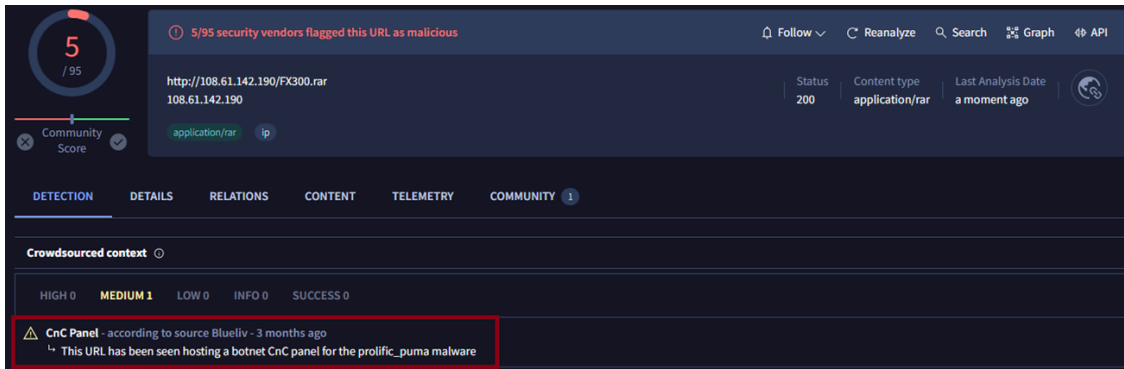 5
/ 95
Community
Score
5/95 security vendors flagged this URL as malicious
Follow
Reanalyze
Search
Graph
API
http://108.61.142.190/FX300.rar
108.61.142.190
application/rar
ip
Status
200
Content type
application/rar
Last Analysis Date
a moment ago
DETECTION
DETAILS
RELATIONS
CONTENT
TELEMETRY
COMMUNITY 1
Crowdsourced context
HIGH 0
MEDIUM 1
LOW 0
INFO 0
SUCCESS 0
CnC Panel - according to source Blueliv - 3 months ago
This URL has been seen hosting a botnet CnC panel for the prolific_puma malware